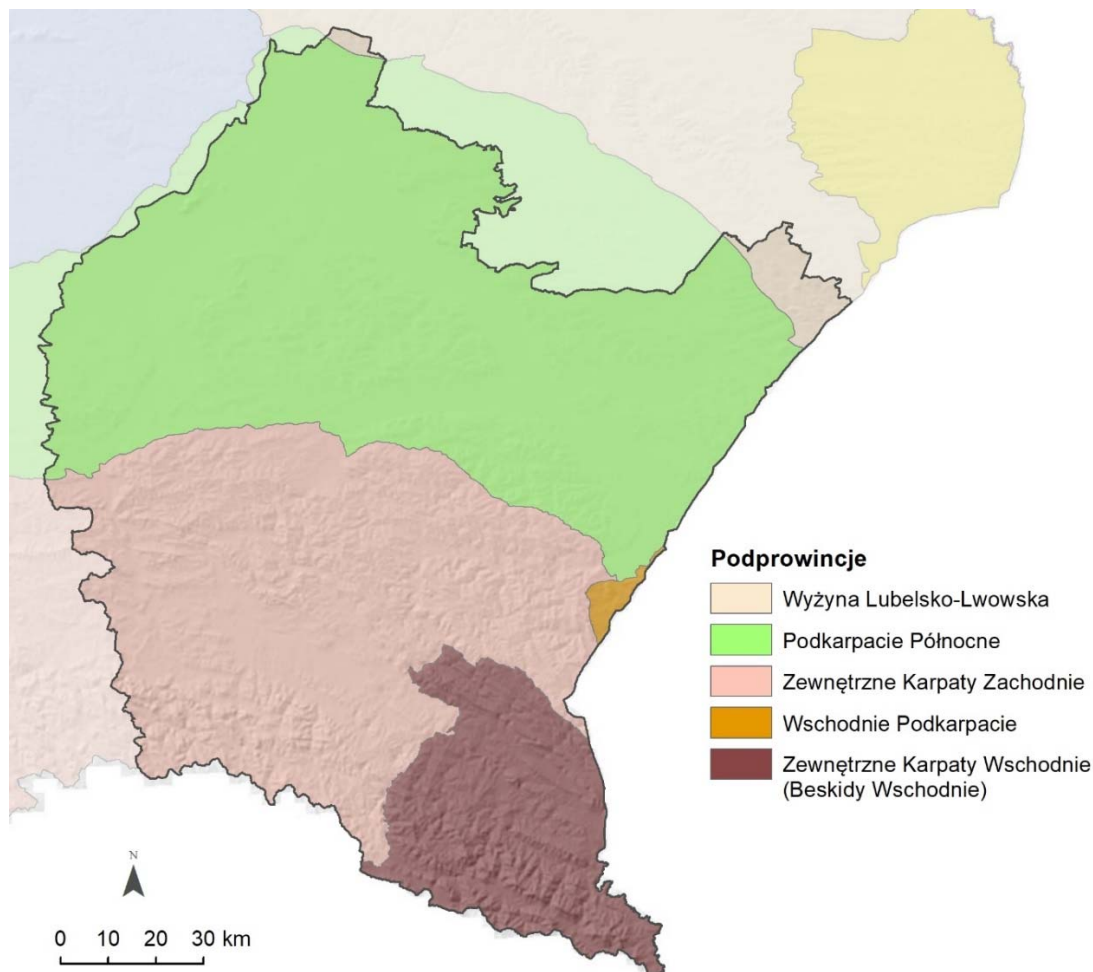 Podprowincje
Wyżyna Lubelsko-Lwowska
Podkarpacie Północne
Zewnętrzne Karpaty Zachodnie
Wschodnie Podkarpacie
Zewnętrzne Karpaty Wschodnie
(Beskidy Wschodnie)
N
0 10 20 30 km